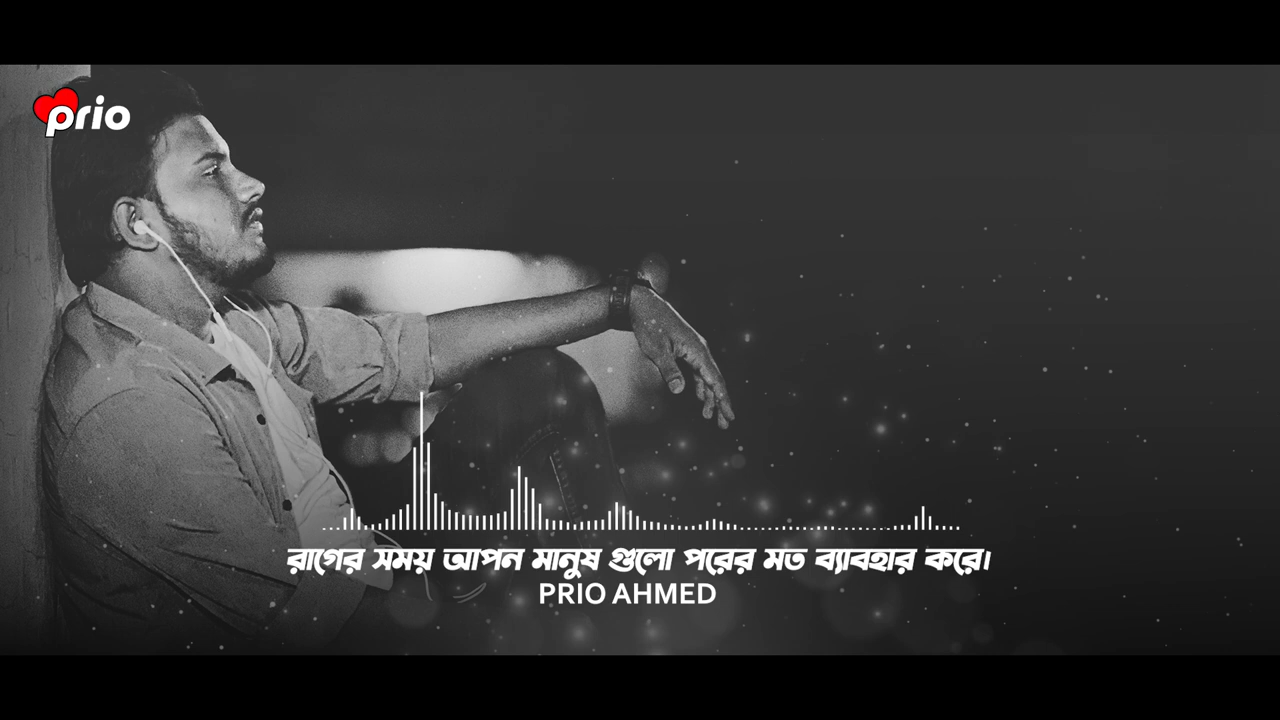 prio
রাগের সময় আপন মানুষ গুলো পরের মত ব্যাবহার করে।
PRIO AHMED